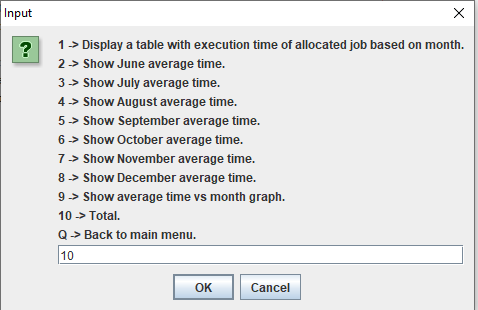 Input
1 -> Display a table with execution time of allocated job based on month.
2 -> Show June average time.
3 -> Show July average time.
4 -> Show August average time.
5 -> Show September average time.
6 -> Show October average time.
7 -> Show November average time.
8 -> Show December average time.
9 -> Show average time vs month graph.
10 -> Total.
Q -> Back to main menu.
10
OK Cancel